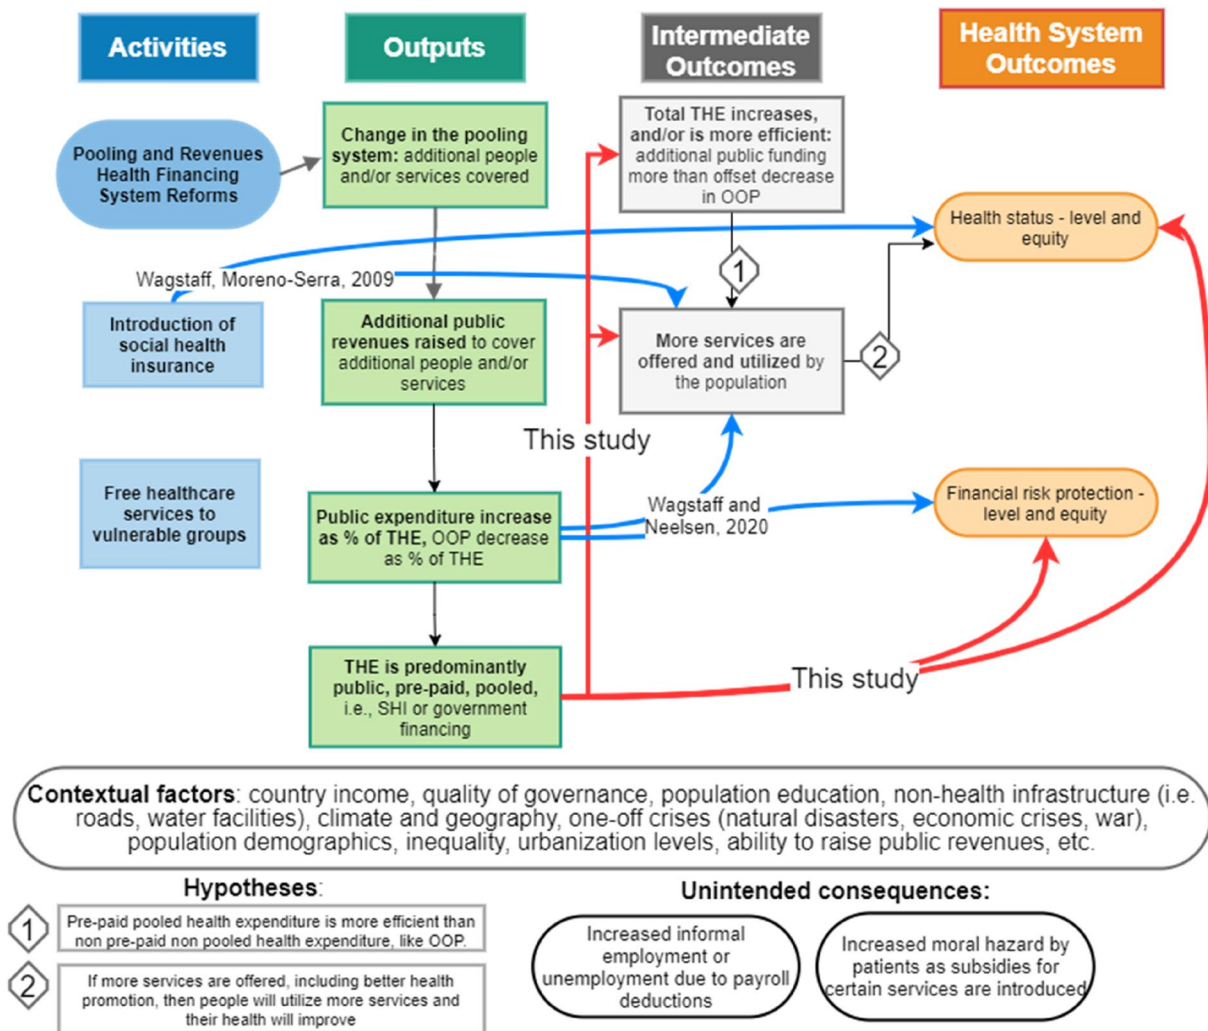 Activities
Outputs
Intermediate
Outcomes
Health System
Outcomes
Pooling and Revenues
Health Financing
System Reforms
Change in the pooling
system: additional people
and/or services covered
Total THE increases,
and/or is more efficient:
additional public funding
more than offset decrease
in OOP
Health status - level and
equity
1
Wagstaff, Moreno-Serra, 2009
Introduction of
social health
insurance
Additional public
revenues raised to cover
additional people and/or
services
More services are
offered and utilized by
the population
2
This study
Free healthcare
services to
vulnerable groups
Public expenditure increase
as % of THE, OOP decrease
as % of THE
Wagstaff and
Neelsen, 2020
Financial risk protection -
level and equity
THE is predominantly
public, pre-paid, pooled,
i.e., SHI or government
financing
This study
Contextual factors: country income, quality of governance, population education, non-health infrastructure (i.e.
roads, water facilities), climate and geography, one-off crises (natural disasters, economic crises, war),
population demographics, inequality, urbanization levels, ability to raise public revenues, etc.
Hypotheses:
1
Pre-paid pooled health expenditure is more efficient than
non pre-paid non pooled health expenditure, like OOP.
2
If more services are offered, including better health
promotion, then people will utilize more services and
their health will improve
Unintended consequences:
Increased informal
employment or
unemployment due to payroll
deductions
Increased moral hazard by
patients as subsidies for
certain services are introduced